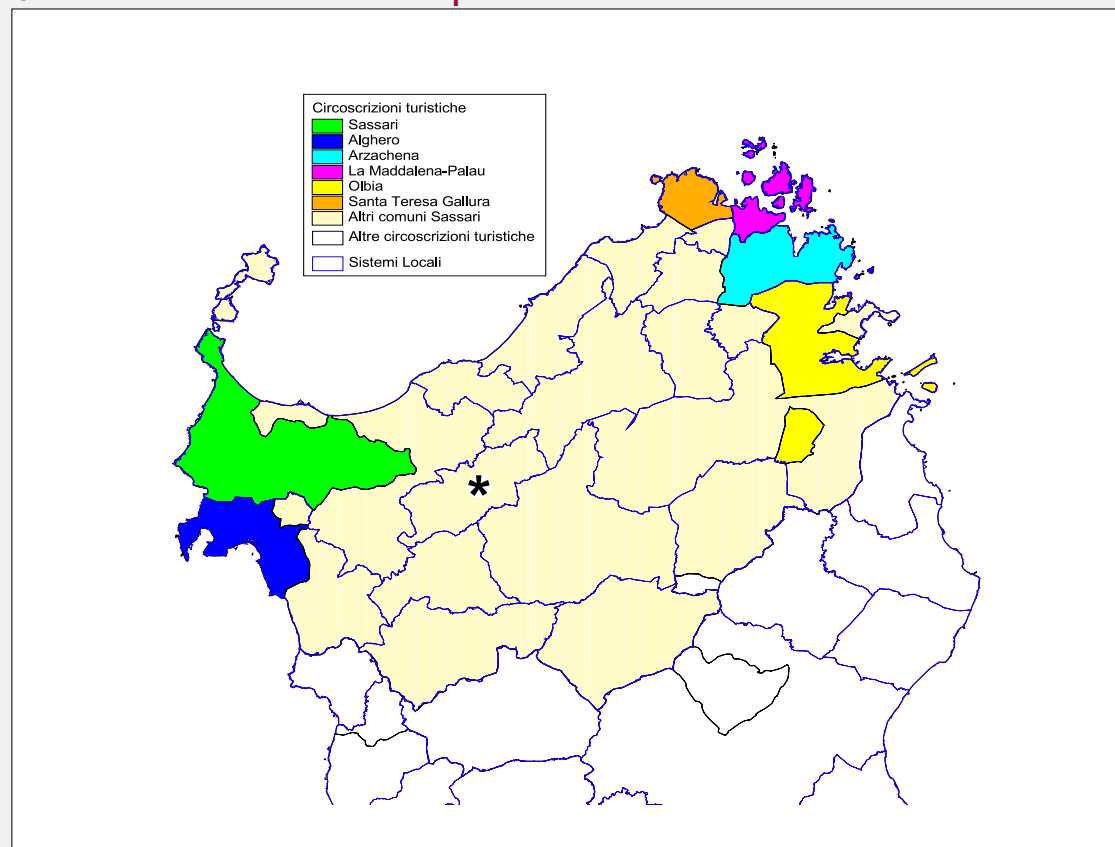 Circoscrizioni turistiche
Sassari
Alghero
Arzachena
La Maddalena-Palau
Olbia
Santa Teresa Gallura
Altri comuni Sassari
Altre circoscrizioni turistiche
Sistemi Locali
*